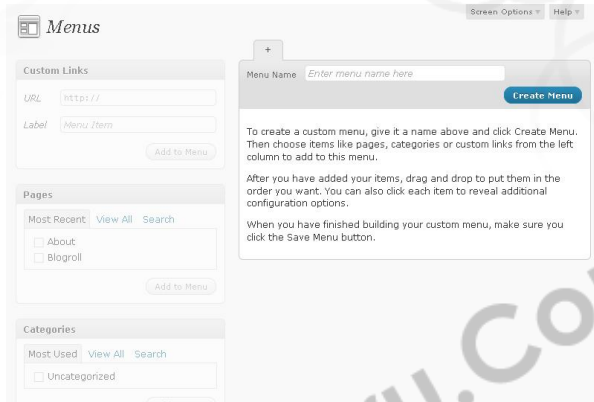 Screen Options Help
Menus
+
Custom Links
URL http://
Label Menu Item
Add to Menu
Pages
Most Recent View All Search
About
Blogroll
Add to Menu
Categories
Most Used View All Search
Uncategorized
Menu Name Enter menu name here
Create Menu
To create a custom menu, give it a name above and click Create Menu.
Then choose items like pages, categories or custom links from the left
column to add to this menu.
After you have added your items, drag and drop to put them in the
order you want. You can also click each item to reveal additional
configuration options.
When you have finished building your custom menu, make sure you
click the Save Menu button.